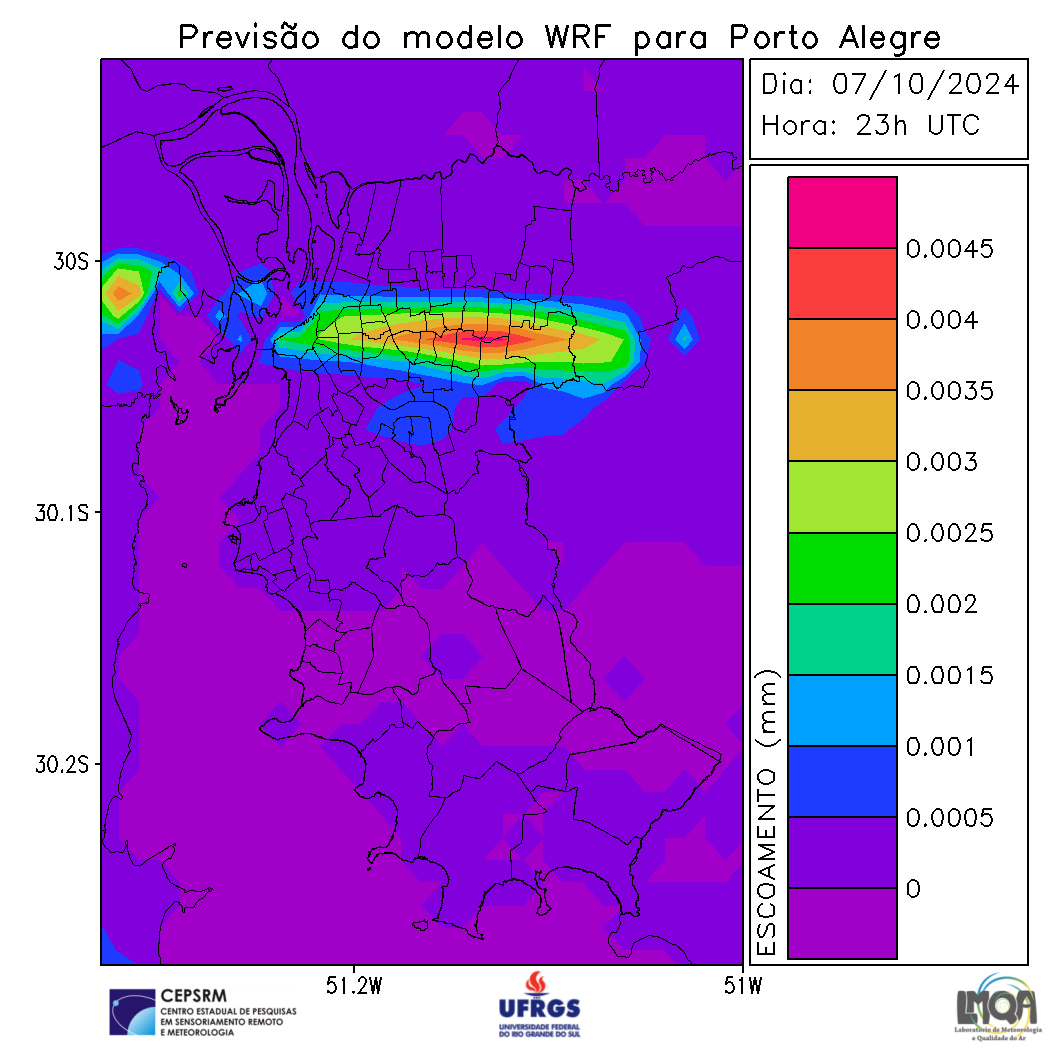 Previsão do modelo WRF para Porto Alegre
Dia: 07/10/2024
Hora: 23h UTC
30S
30.1S
30.2S
51.2W
51W
ESCOAMENTO (mm)
0.0045
0.004
0.0035
0.003
0.0025
0.002
0.0015
0.001
0.0005
0
CEPSRM
CENTRO ESTADUAL DE PESQUISAS
EM SENSORIAMENTO REMOTO
E METEOROLOGIA
UFRGS
UNIVERSIDADE FEDERAL
DO RIO GRANDE DO SUL
LMQA
Laboratório de Meteorologia
e Qualidade do Ar